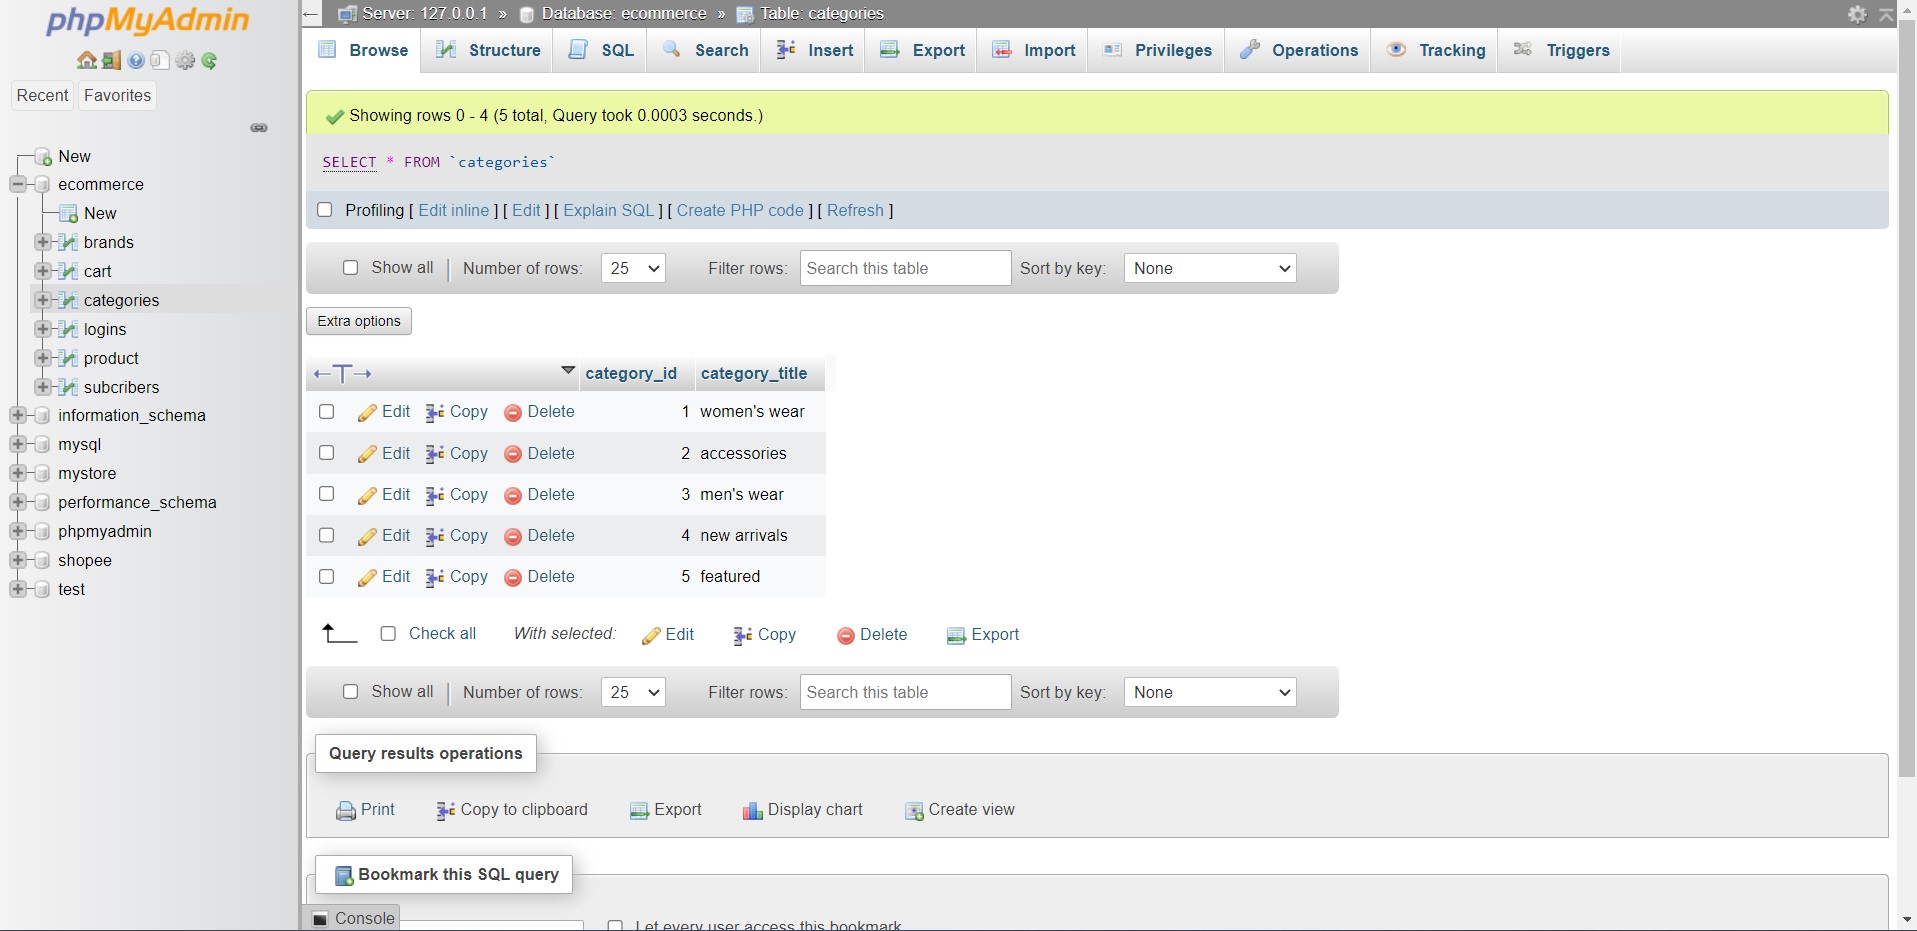 phpMyAdmin
Recent Favorites
New
ecommerce
New
brands
cart
categories
logins
product
subcribers
information_schema
mysql
mystore
performance_schema
phpmyadmin
shopee
test
Server: 127.0.0.1 » Database: ecommerce » Table: categories
Browse Structure SQL Search Insert Export Import Privileges Operations Tracking Triggers
Showing rows 0 - 4 (5 total, Query took 0.0003 seconds.)
SELECT * FROM `categories`
Profiling [ Edit inline ] [ Edit ] [ Explain SQL ] [ Create PHP code ] [ Refresh ]
Show all | Number of rows: 25 Filter rows: Search this table Sort by key: None
Extra options
←T→ category_id category_title
Edit Copy Delete 1 women's wear
Edit Copy Delete 2 accessories
Edit Copy Delete 3 men's wear
Edit Copy Delete 4 new arrivals
Edit Copy Delete 5 featured
Check all With selected: Edit Copy Delete Export
Show all | Number of rows: 25 Filter rows: Search this table Sort by key: None
Query results operations
Print Copy to clipboard Export Display chart Create view
Bookmark this SQL query
Console
Let every user access this bookmark